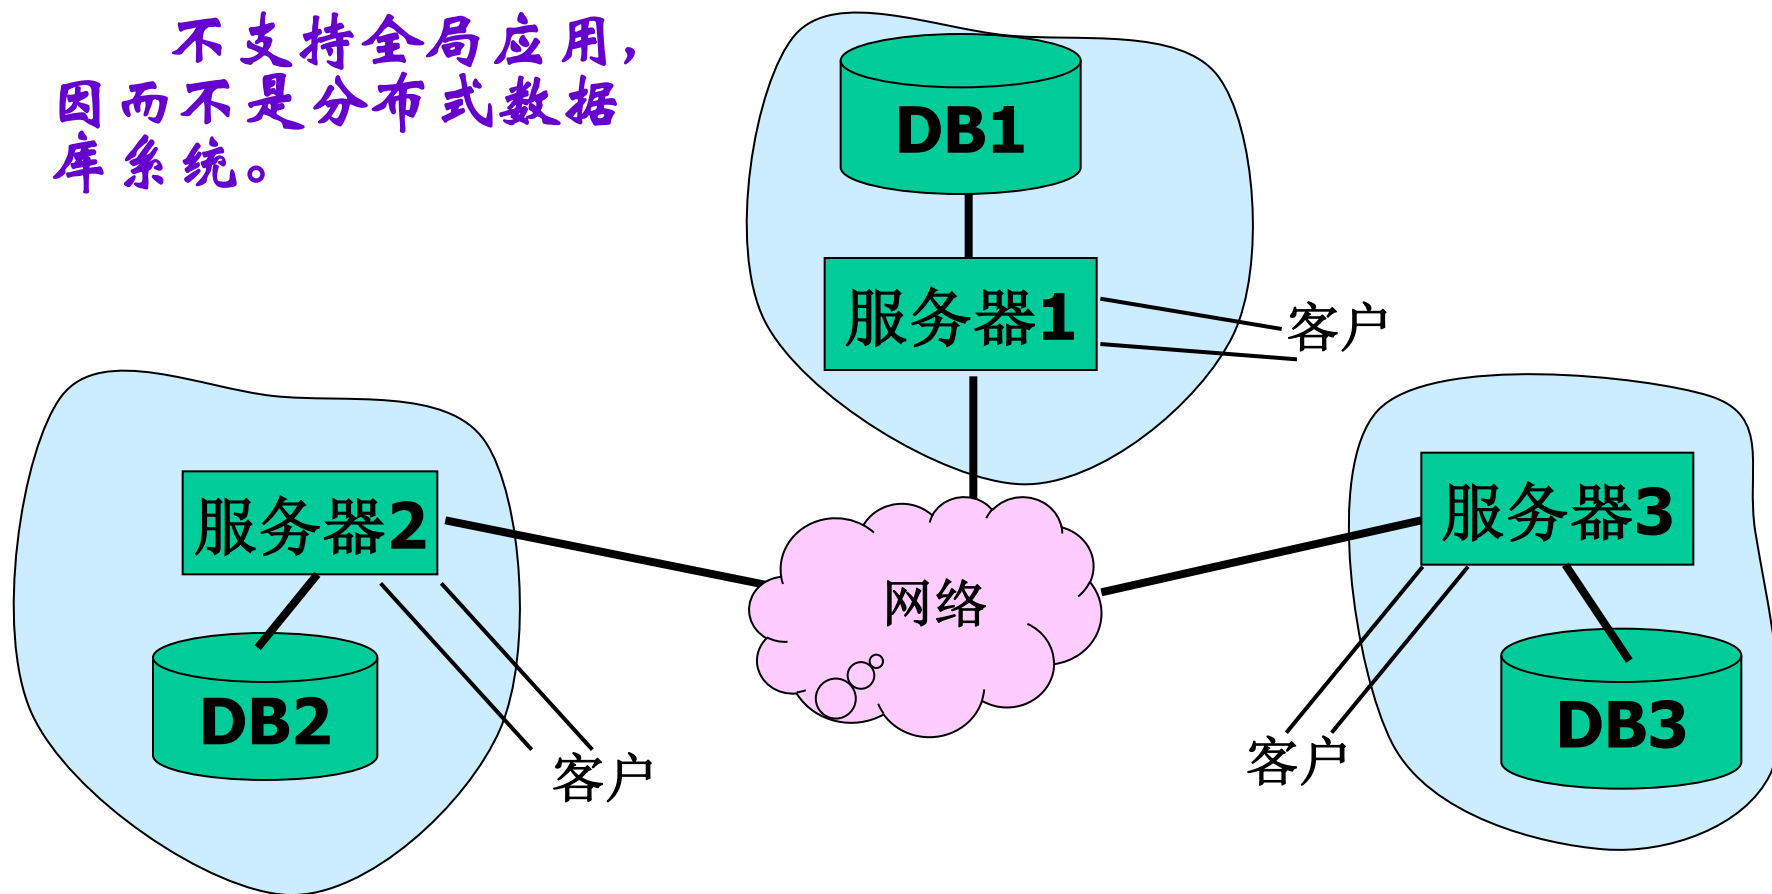 不支持全局应用，
因而不是分布式数据
库系统。
DB1
服务器1
客户
服务器2
服务器3
网络
DB2
DB3
客户
客户